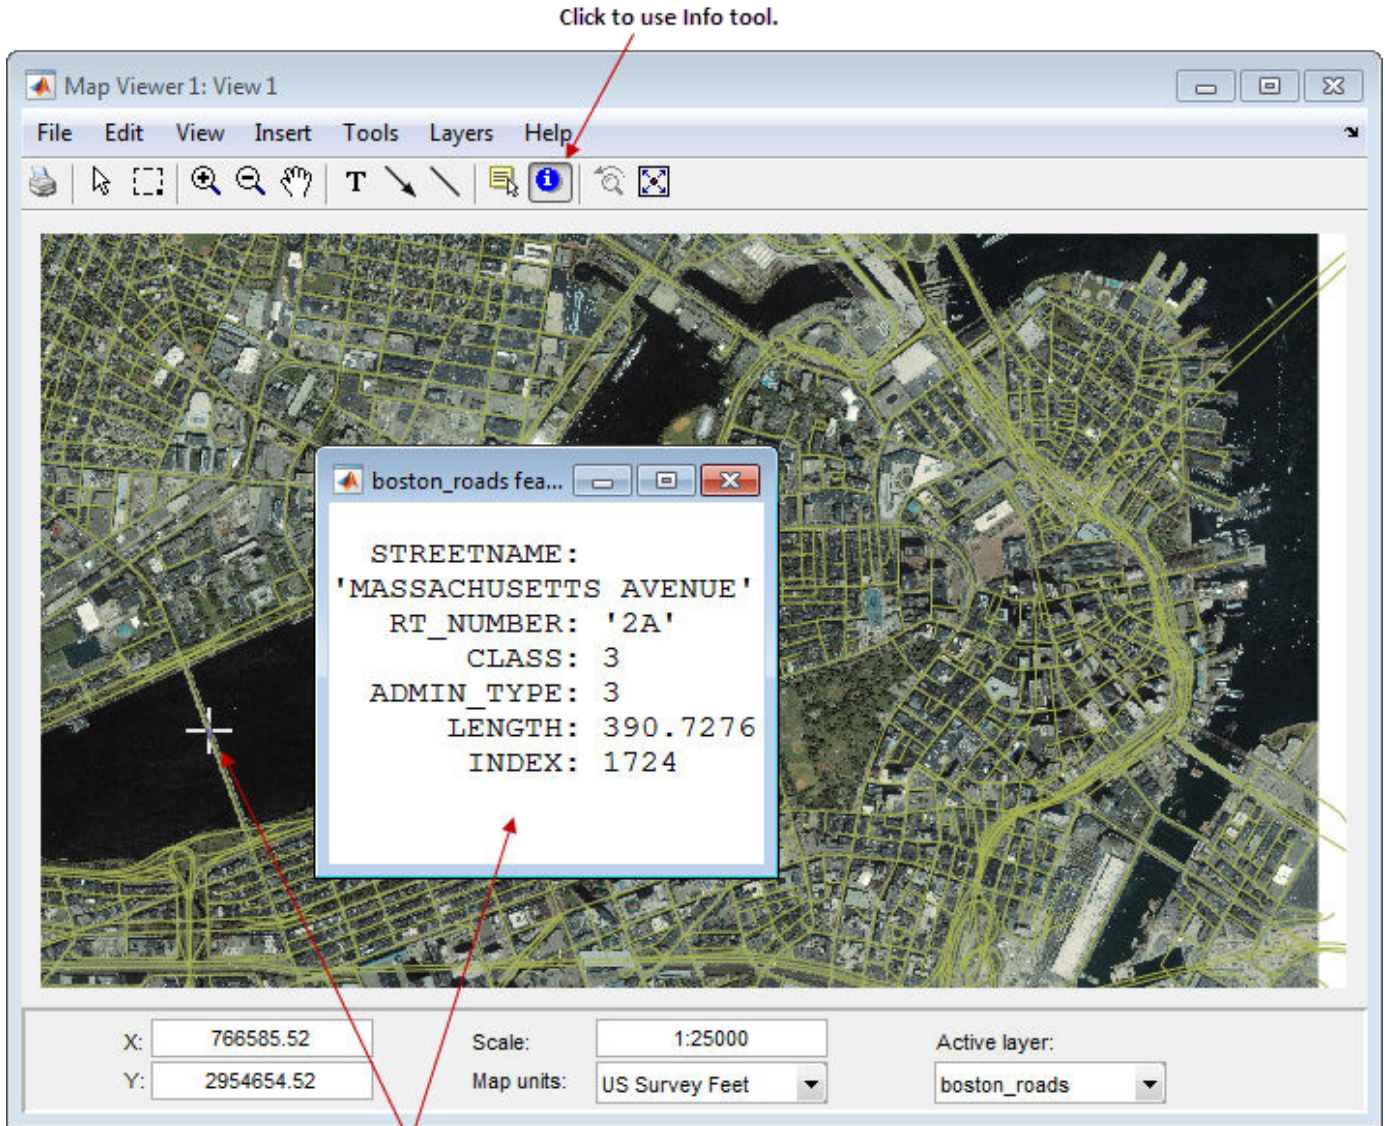 Click to use Info tool.
Map Viewer 1: View 1
File Edit View Insert Tools Layers Help
T i
boston_roads fea...
STREETNAME:
'MASSACHUSETTS AVENUE'
RT_NUMBER: '2A'
CLASS: 3
ADMIN_TYPE: 3
LENGTH: 390.7276
INDEX: 1724
X: 766585.52 Scale: 1:25000 Active layer:
Y: 2954654.52 Map units: US Survey Feet boston_roads